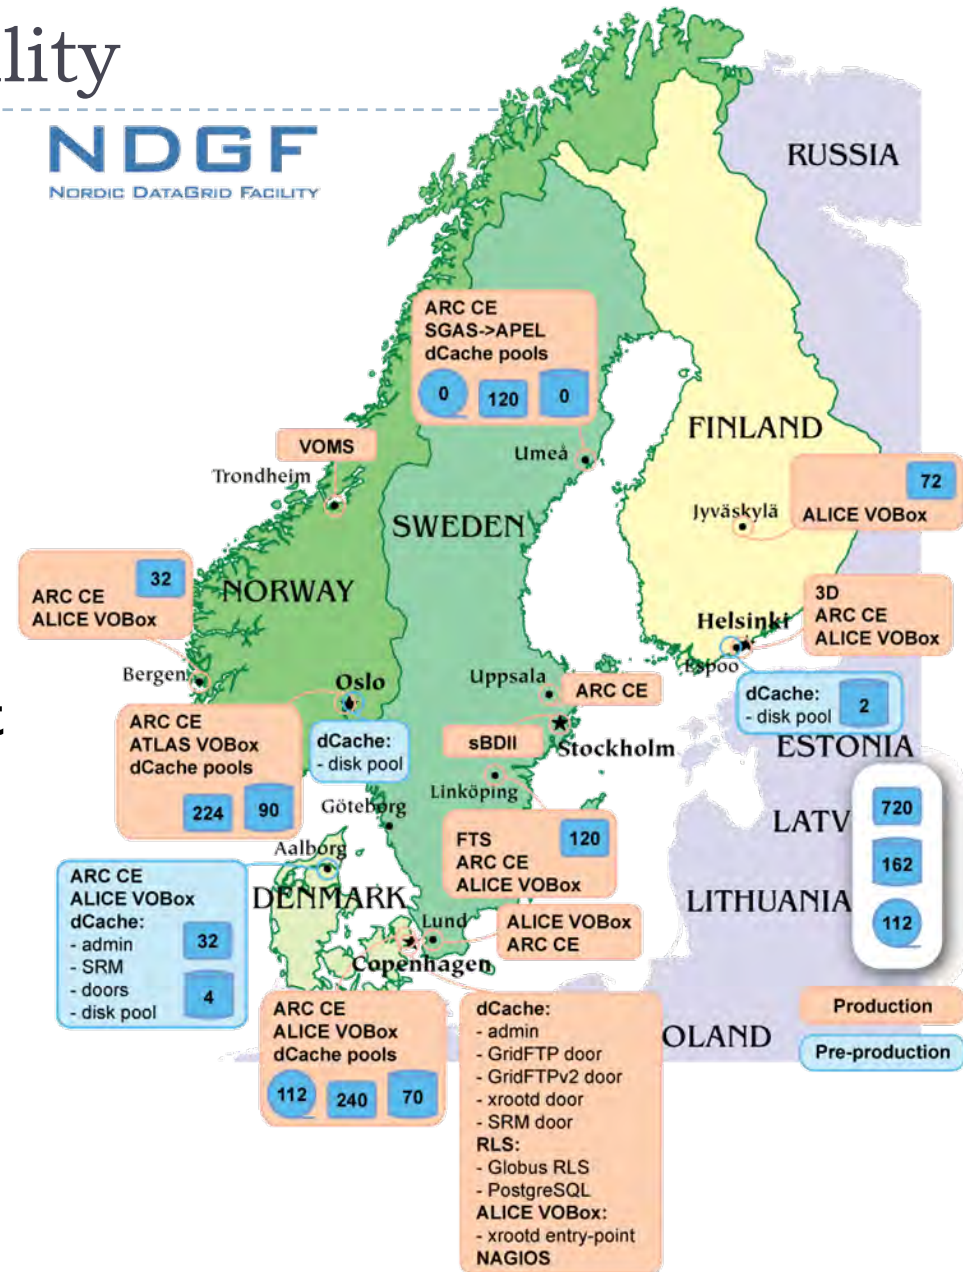 ility
NDGF
NORDIC DATAGRID FACILITY
RUSSIA
ARC CE
SGAS->APEL
dCache pools
0
120
0
FINLAND
VOMS
Umeå
Trondheim
72
ALICE VOBox
Jyväskylä
SWEDEN
32
ARC CE
ALICE VOBox
NORWAY
3D
ARC CE
ALICE VOBox
Helsinki
Espoo
Bergen
Oslo
Uppsala
ARC CE
dCache:
- disk pool
2
ARC CE
ATLAS VOBox
dCache pools
224
90
t
dCache:
- disk pool
sBDII
Stockholm
ESTONIA
Linköping
Göteborg
720
162
112
LATV
FTS
ARC CE
ALICE VOBox
120
Aalborg
ARC CE
ALICE VOBox
dCache:
- admin
- SRM
- doors
- disk pool
32
4
DENMARK
LITHUANIA
Lund
ALICE VOBox
ARC CE
Copenhagen
ARC CE
ALICE VOBox
dCache pools
112
240
70
dCache:
- admin
- GridFTP door
- GridFTPv2 door
- xrootd door
- SRM door
RLS:
- Globus RLS
- PostgreSQL
ALICE VOBox:
- xrootd entry-point
NAGIOS
OLAND
Production
Pre-production